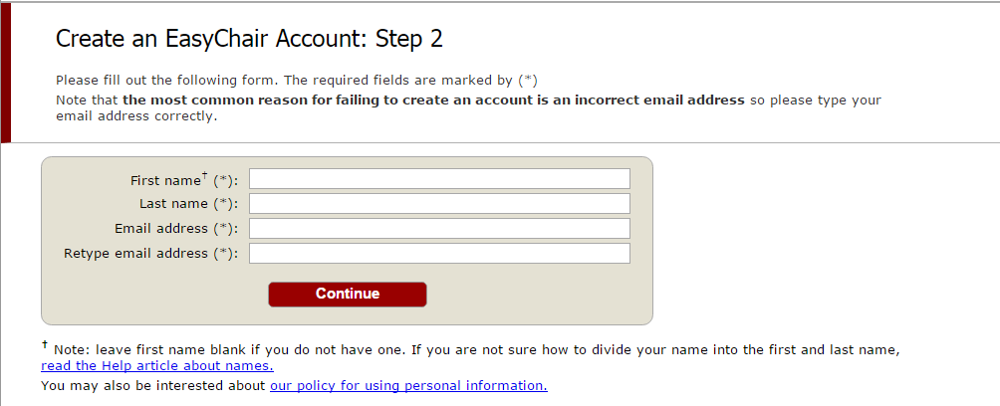 Create an EasyChair Account: Step 2
Please fill out the following form. The required fields are marked by (*)
Note that the most common reason for failing to create an account is an incorrect email address so please type your
email address correctly.
First name† (*):
Last name (*):
Email address (*):
Retype email address (*):
Continue
† Note: leave first name blank if you do not have one. If you are not sure how to divide your name into the first and last name,
read the Help article about names.
You may also be interested about our policy for using personal information.